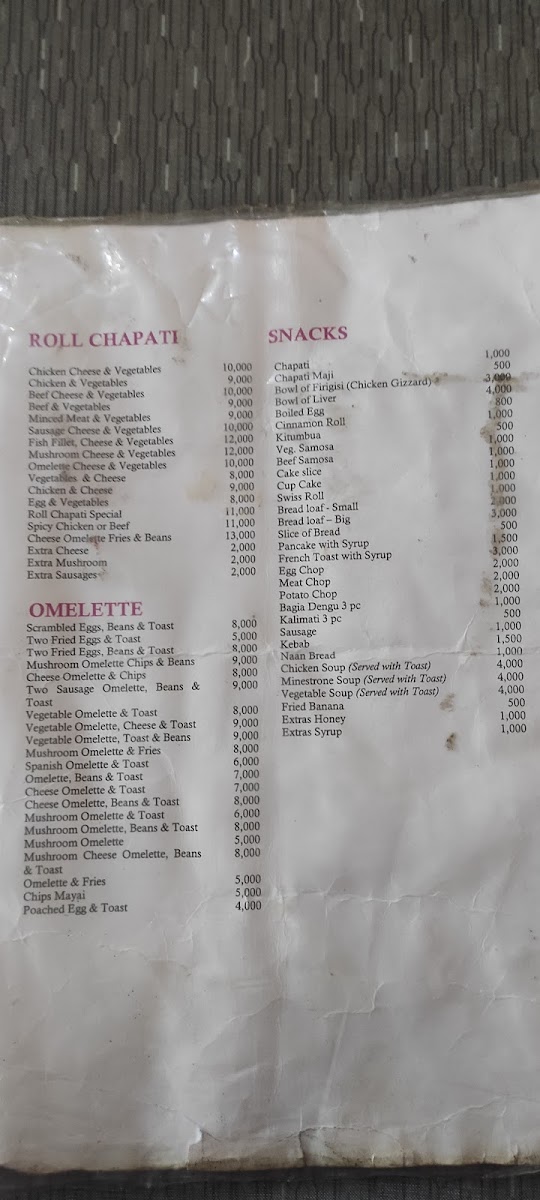 ROLL CHAPATI
Chicken Cheese & Vegetables 10,000
Chicken & Vegetables 9,000
Beef Cheese & Vegetables 10,000
Beef & Vegetables 9,000
Minced Meat & Vegetables 9,000
Sausage Cheese & Vegetables 10,000
Fish Fillet, Cheese & Vegetables 12,000
Mushroom Cheese & Vegetables 12,000
Omelette Cheese & Vegetables 10,000
Vegetables & Cheese 8,000
Chicken & Cheese 9,000
Egg & Vegetables 8,000
Roll Chapati Special 11,000
Spicy Chicken or Beef 11,000
Cheese Omelette Fries & Beans 13,000
Extra Cheese 2,000
Extra Mushroom 2,000
Extra Sausages 2,000
OMELETTE
Scrambled Eggs, Beans & Toast 8,000
Two Fried Eggs & Toast 5,000
Two Fried Eggs, Beans & Toast 8,000
Mushroom Omelette Chips & Beans 9,000
Cheese Omelette & Chips 8,000
Two Sausage Omelette, Beans & 9,000
Toast
Vegetable Omelette & Toast 8,000
Vegetable Omelette, Cheese & Toast 9,000
Vegetable Omelette, Toast & Beans 9,000
Mushroom Omelette & Fries 8,000
Spanish Omelette & Toast 6,000
Omelette, Beans & Toast 7,000
Cheese Omelette & Toast 7,000
Cheese Omelette, Beans & Toast 8,000
Mushroom Omelette & Toast 6,000
Mushroom Omelette, Beans & Toast 8,000
Mushroom Omelette 5,000
Mushroom Cheese Omelette, Beans 8,000
& Toast
Omelette & Fries 5,000
Chips Mayai 5,000
Poached Egg & Toast 4,000
SNACKS
Chapati 1,000
Chapati Maji 500
Bowl of Firigisi (Chicken Gizzard) 3,000
Bowl of Liver 4,000
Boiled Egg 800
Cinnamon Roll 1,000
Kitumbua 500
Veg. Samosa 1,000
Beef Samosa 1,000
Cake slice 1,000
Cup Cake 1,000
Swiss Roll 1,000
Bread loaf - Small 2,000
Bread loaf – Big 3,000
Slice of Bread 500
Pancake with Syrup 1,500
French Toast with Syrup 3,000
Egg Chop 2,000
Meat Chop 2,000
Potato Chop 2,000
Bagia Dengu 3 pc 1,000
Kalimati 3 pc 500
Sausage 1,000
Kebab 1,500
Naan Bread 1,000
Chicken Soup (Served with Toast) 4,000
Minestrone Soup (Served with Toast) 4,000
Vegetable Soup (Served with Toast) 4,000
Fried Banana 500
Extras Honey 1,000
Extras Syrup 1,000